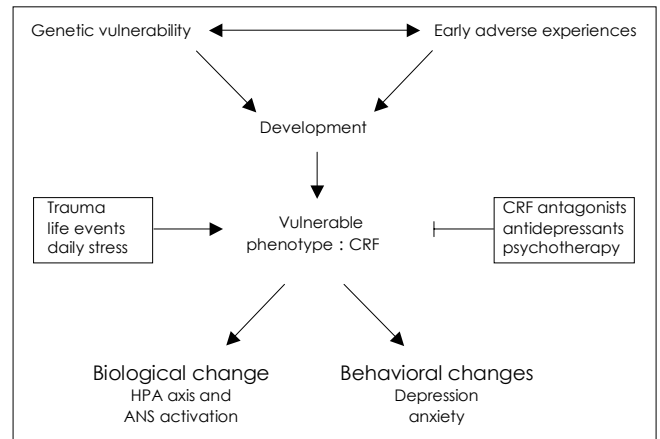 Genetic vulnerability
Early adverse experiences
Development
Trauma
life events
daily stress
Vulnerable
phenotype : CRF
CRF antagonists
antidepressants
psychotherapy
Biological change
HPA axis and
ANS activation
Behavioral changes
Depression
anxiety